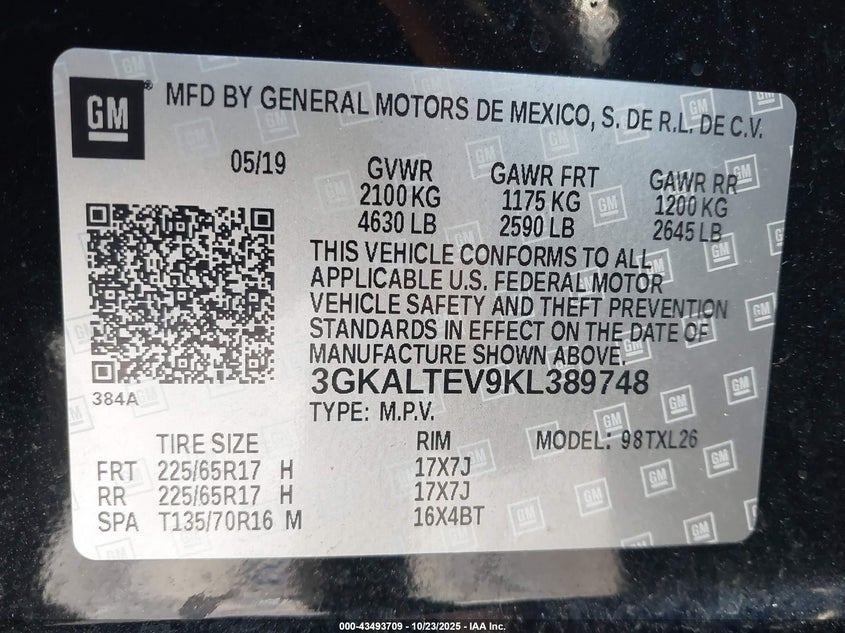 GM
MFD BY GENERAL MOTORS DE MEXICO, S. DE R.L. DE C.V.
05/19
GVWR GAWR FRT GAWR RR
2100 KG 1175 KG 1200 KG
4630 LB 2590 LB 2645 LB
THIS VEHICLE CONFORMS TO ALL
APPLICABLE U.S. FEDERAL MOTOR
VEHICLE SAFETY AND THEFT PREVENTION
STANDARDS IN EFFECT ON THE DATE OF
MANUFACTURE SHOWN ABOVE.
384A
3GKALTEV9KL389748
TYPE: M.P.V.
TIRE SIZE RIM MODEL: 98TXL26
FRT 225/65R17 H 17X7J
RR 225/65R17 H 17X7J
SPA T135/70R16 M 16X4BT
000-43493709 - 10/23/2025 - IAA Inc.